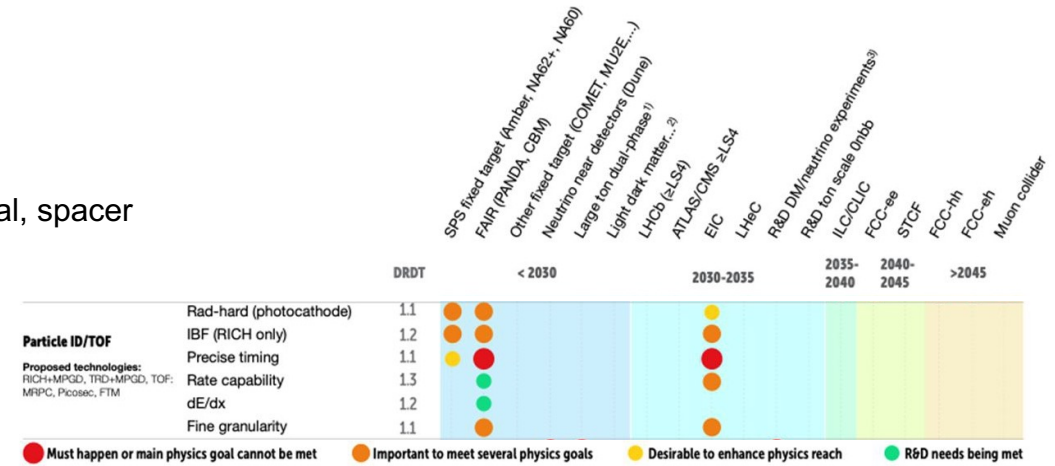 al, spacer
SPS fixed target (Amber, NA62+, NA60)
FAIR (PANDA, CBM)
Other fixed target (COMET, MU2E,...)
Neutrino near detectors (Dune)
Large ton dual-phase¹⁾
Light dark matter...²⁾
LHCb (≥LS4)
ATLAS/CMS ≥LS4
EIC
LHeC
R&D DM/neutrino experiments³⁾
R&D ton scale 0nbb
ILC/CLIC
FCC-ee
STCF
FCC-hh
FCC-eh
Muon collider
DRDT
< 2030
2030-2035
2035-
2040
2040-
2045
>2045
Particle ID/TOF
Proposed technologies:
RICH+MPGD, TRD+MPGD, TOF:
MRPC, Picosec, FTM
Rad-hard (photocathode) 1.1
IBF (RICH only) 1.2
Precise timing 1.1
Rate capability 1.3
dE/dx 1.2
Fine granularity 1.1
Must happen or main physics goal cannot be met
Important to meet several physics goals
Desirable to enhance physics reach
R&D needs being met